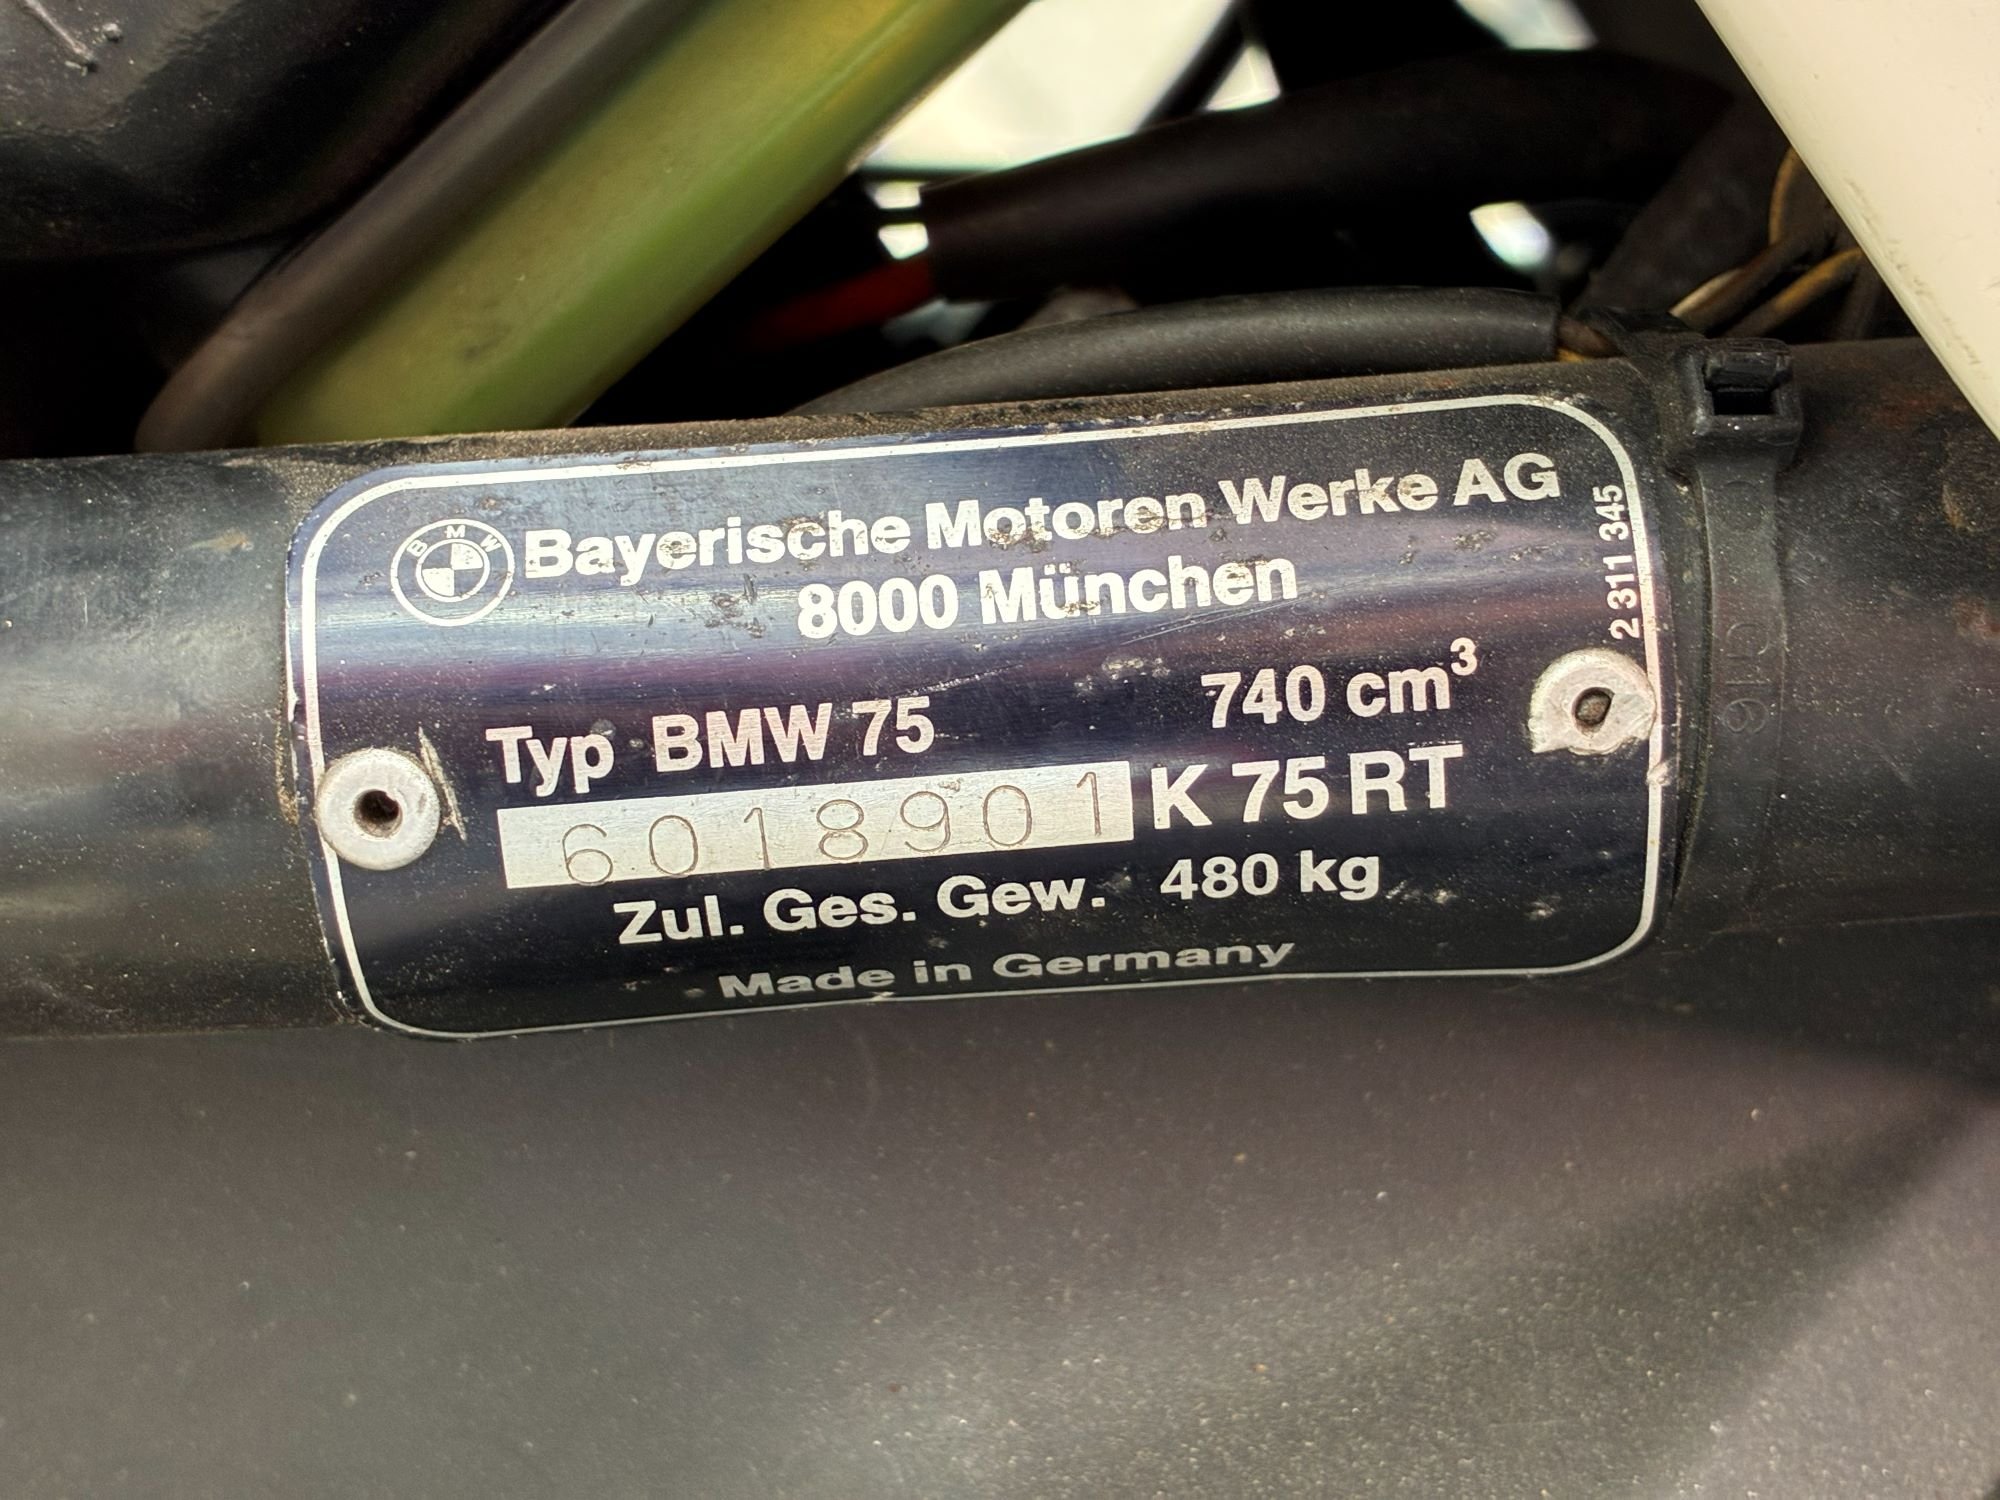 BMW Bayerische Motoren Werke AG
8000 München
2 311 345
Typ BMW 75 740 cm³
6018901 K 75 RT
Zul. Ges. Gew. 480 kg
Made in Germany